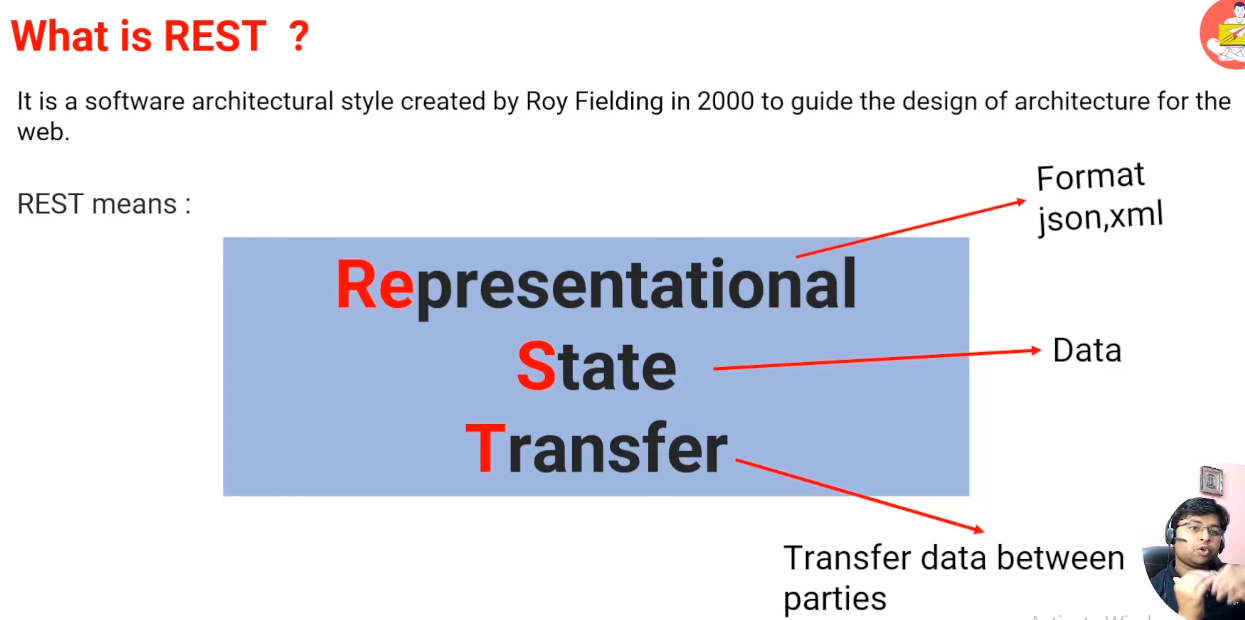 What is REST ?
It is a software architectural style created by Roy Fielding in 2000 to guide the design of architecture for the
web.
REST means :
Format
json,xml
Representational
State
Data
Transfer
Transfer data between
parties